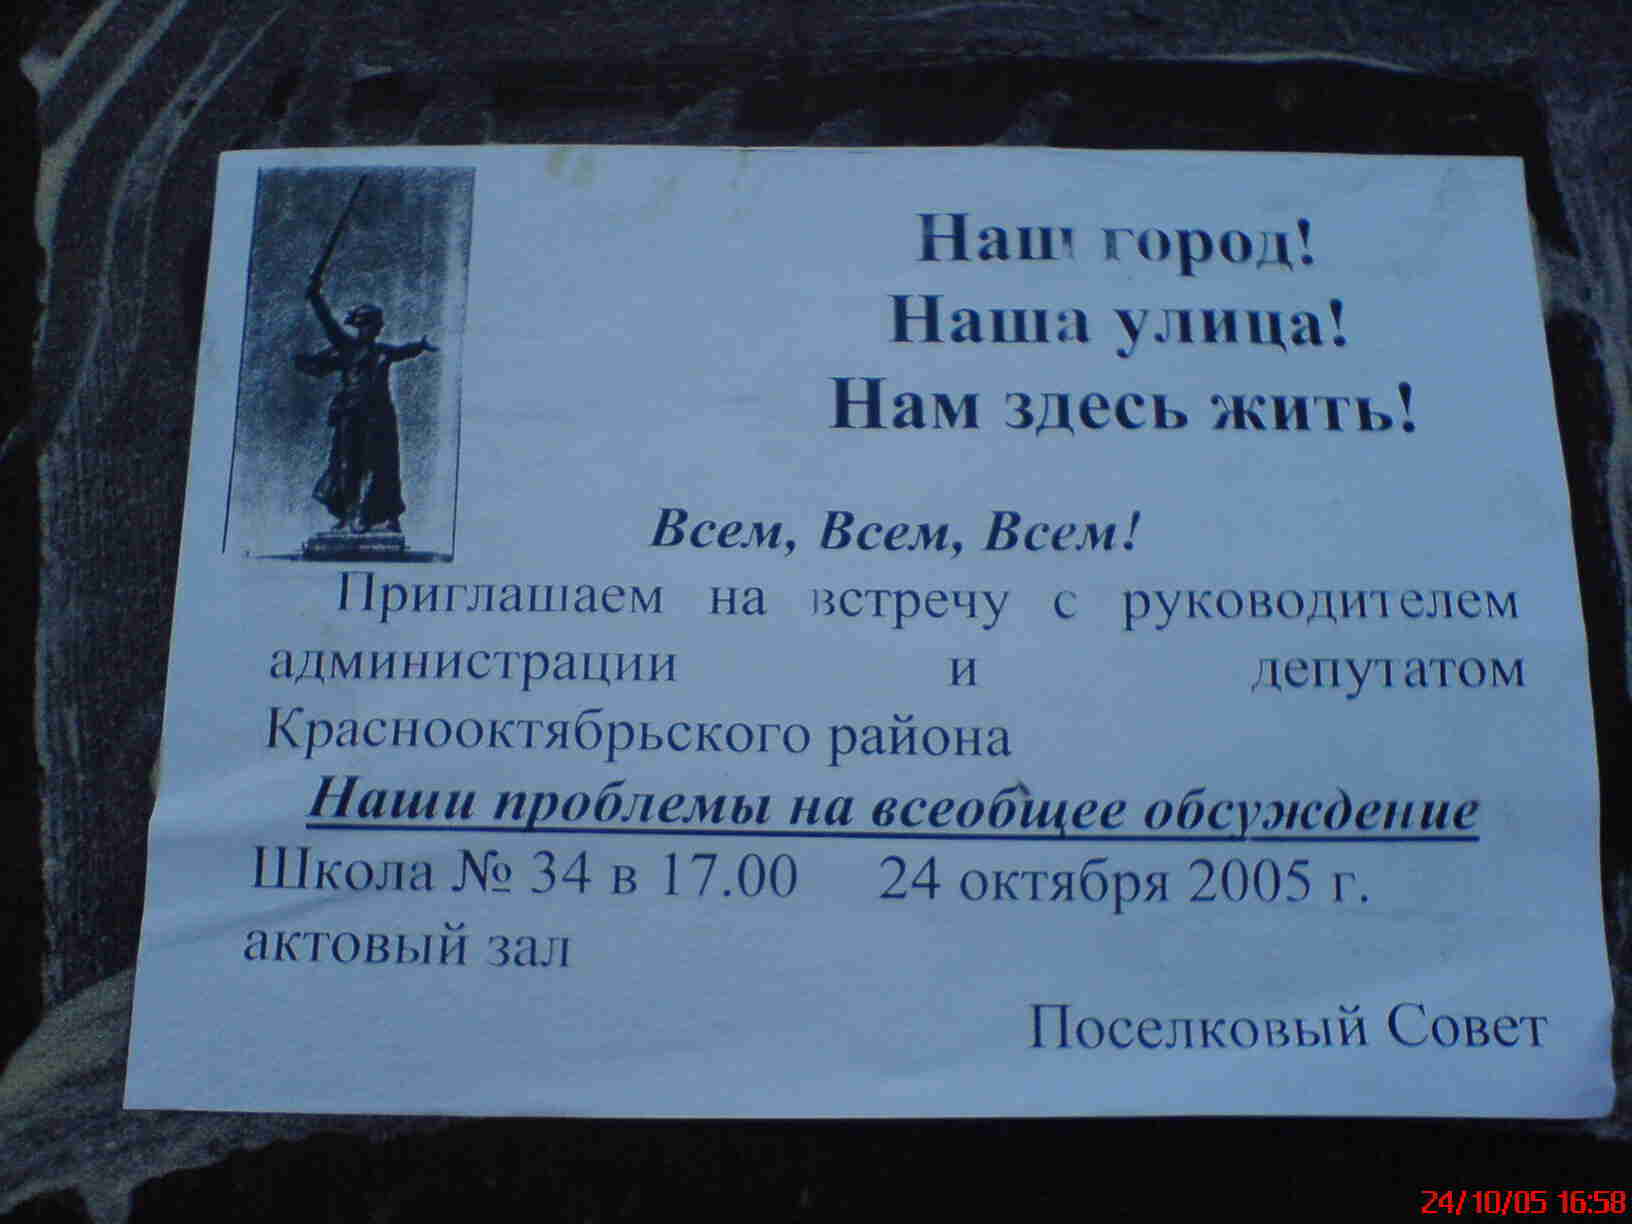 Наш город!
Наша улица!
Нам здесь жить!
Всем, Всем, Всем!
Приглашаем на встречу с руководителем
администрации и депутатом
Краснооктябрьского района
Наши проблемы на всеобщее обсуждение
Школа № 34 в 17.00 24 октября 2005 г.
актовый зал
Поселковый Совет
24/10/05 16:58